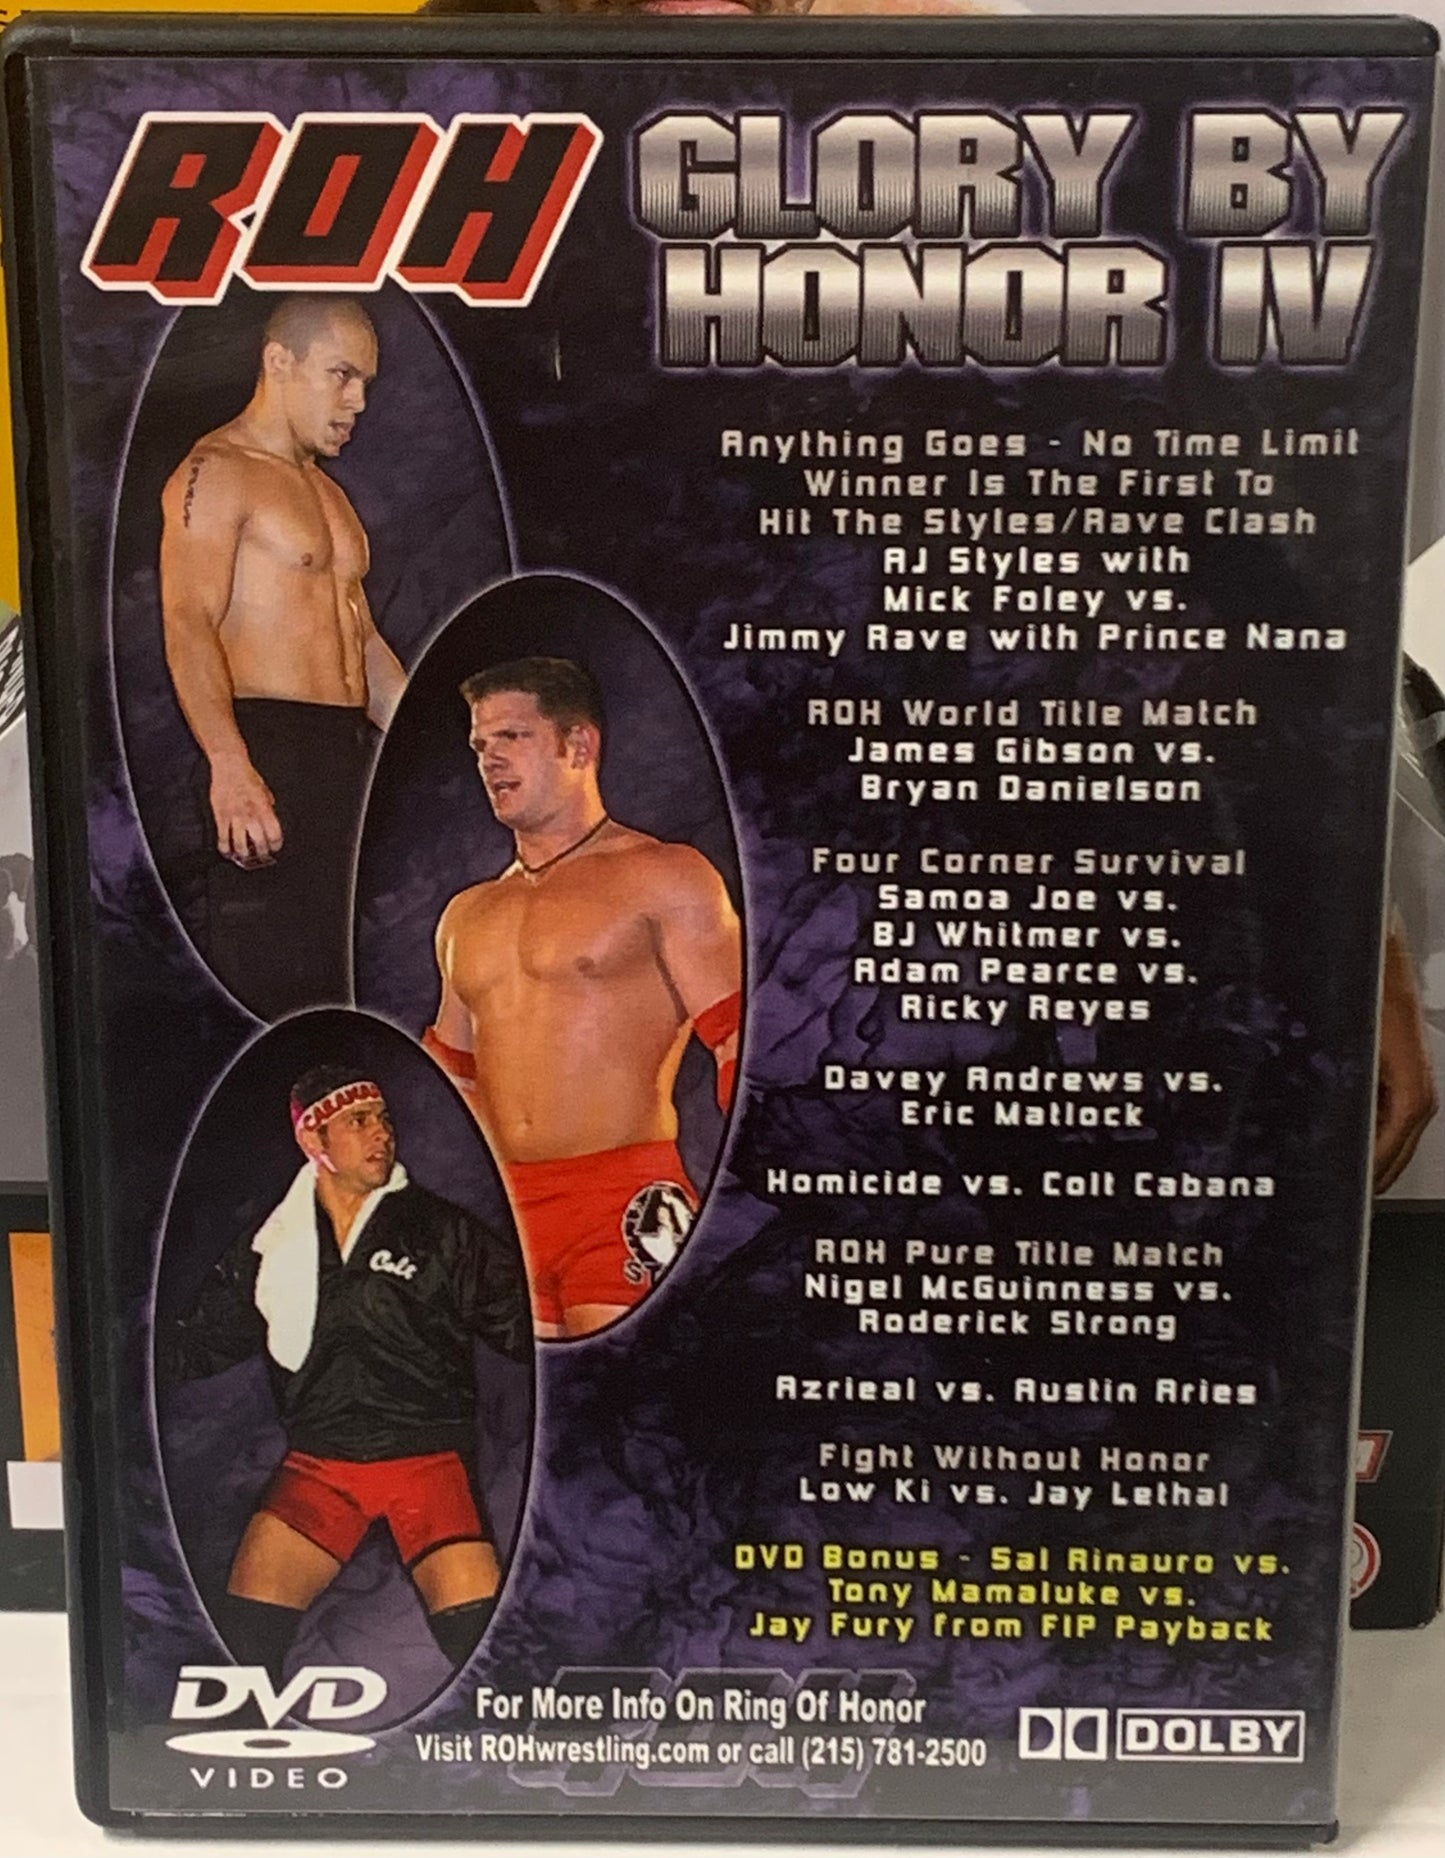 ROH
GLORY BY
HONOR IV
Anything Goes - No Time Limit
Winner Is The First To
Hit The Styles/Rave Clash
AJ Styles with
Mick Foley vs.
Jimmy Rave with Prince Nana
ROH World Title Match
James Gibson vs.
Bryan Danielson
Four Corner Survival
Samoa Joe vs.
BJ Whitmer vs.
Adam Pearce vs.
Ricky Reyes
Davey Andrews vs.
Eric Matlock
Homicide vs. Colt Cabana
ROH Pure Title Match
Nigel McGuinness vs.
Roderick Strong
Azrieal vs. Austin Aries
Fight Without Honor
Low Ki vs. Jay Lethal
DVD Bonus - Sal Rinauro vs.
Tony Mamaluke vs.
Jay Fury from FIP Payback
Colt
DVD
VIDEO
For More Info On Ring Of Honor
Visit ROHwrestling.com or call (215) 781-2500
ROH
DOLBY